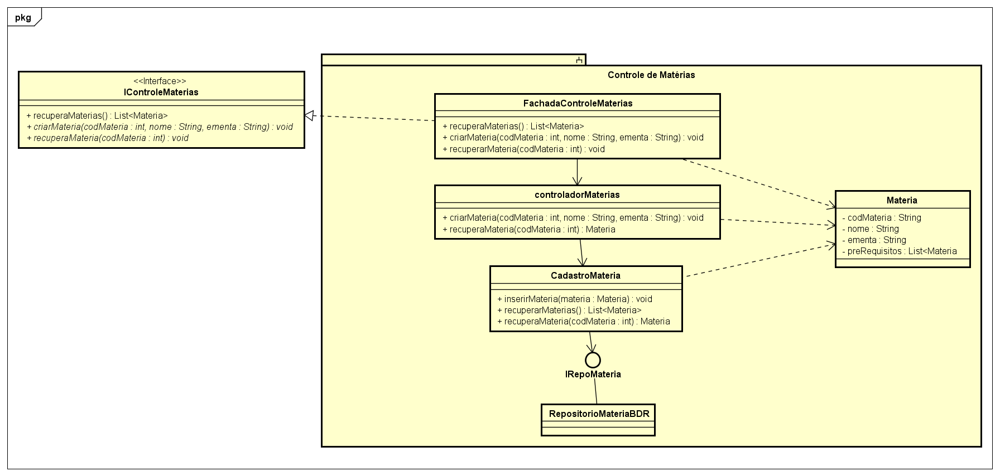 pkg
<<Interface>>
IControleMaterias
+ recuperaMaterias() : List<Materia>
+ criarMateria(codMateria : int, nome : String, ementa : String) : void
+ recuperaMateria(codMateria : int) : void
Controle de Matérias
FachadaControleMaterias
+ recuperaMaterias() : List<Materia>
+ criarMateria(codMateria : int, nome : String, ementa : String) : void
+ recuperarMateria(codMateria : int) : void
controladorMaterias
+ criarMateria(codMateria : int, nome : String, ementa : String) : void
+ recuperaMateria(codMateria : int) : Materia
Materia
- codMateria : String
- nome : String
- ementa : String
- preRequisitos : List<Materia
CadastroMateria
+ inserirMateria(materia : Materia) : void
+ recuperarMaterias() : List<Materia>
+ recuperaMateria(codMateria : int) : Materia
IRepoMateria
RepositorioMateriaBDR